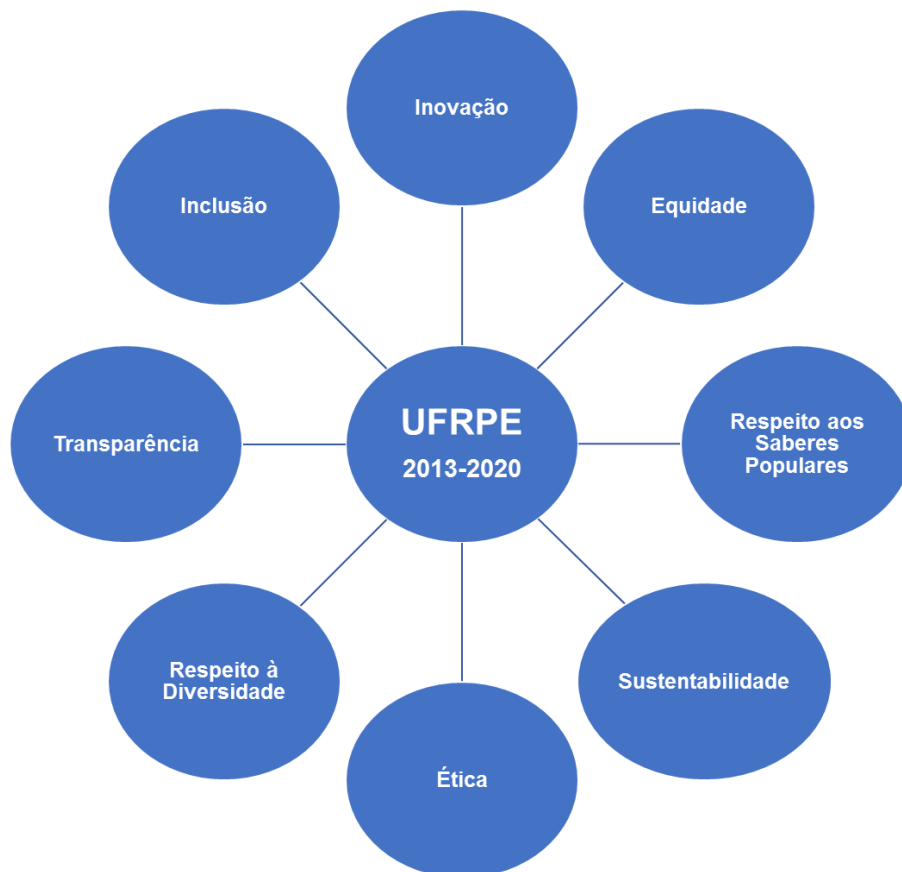 Inovação
Inclusão
Equidade
UFRPE
2013-2020
Transparência
Respeito aos
Saberes
Populares
Respeito à
Diversidade
Sustentabilidade
Ética